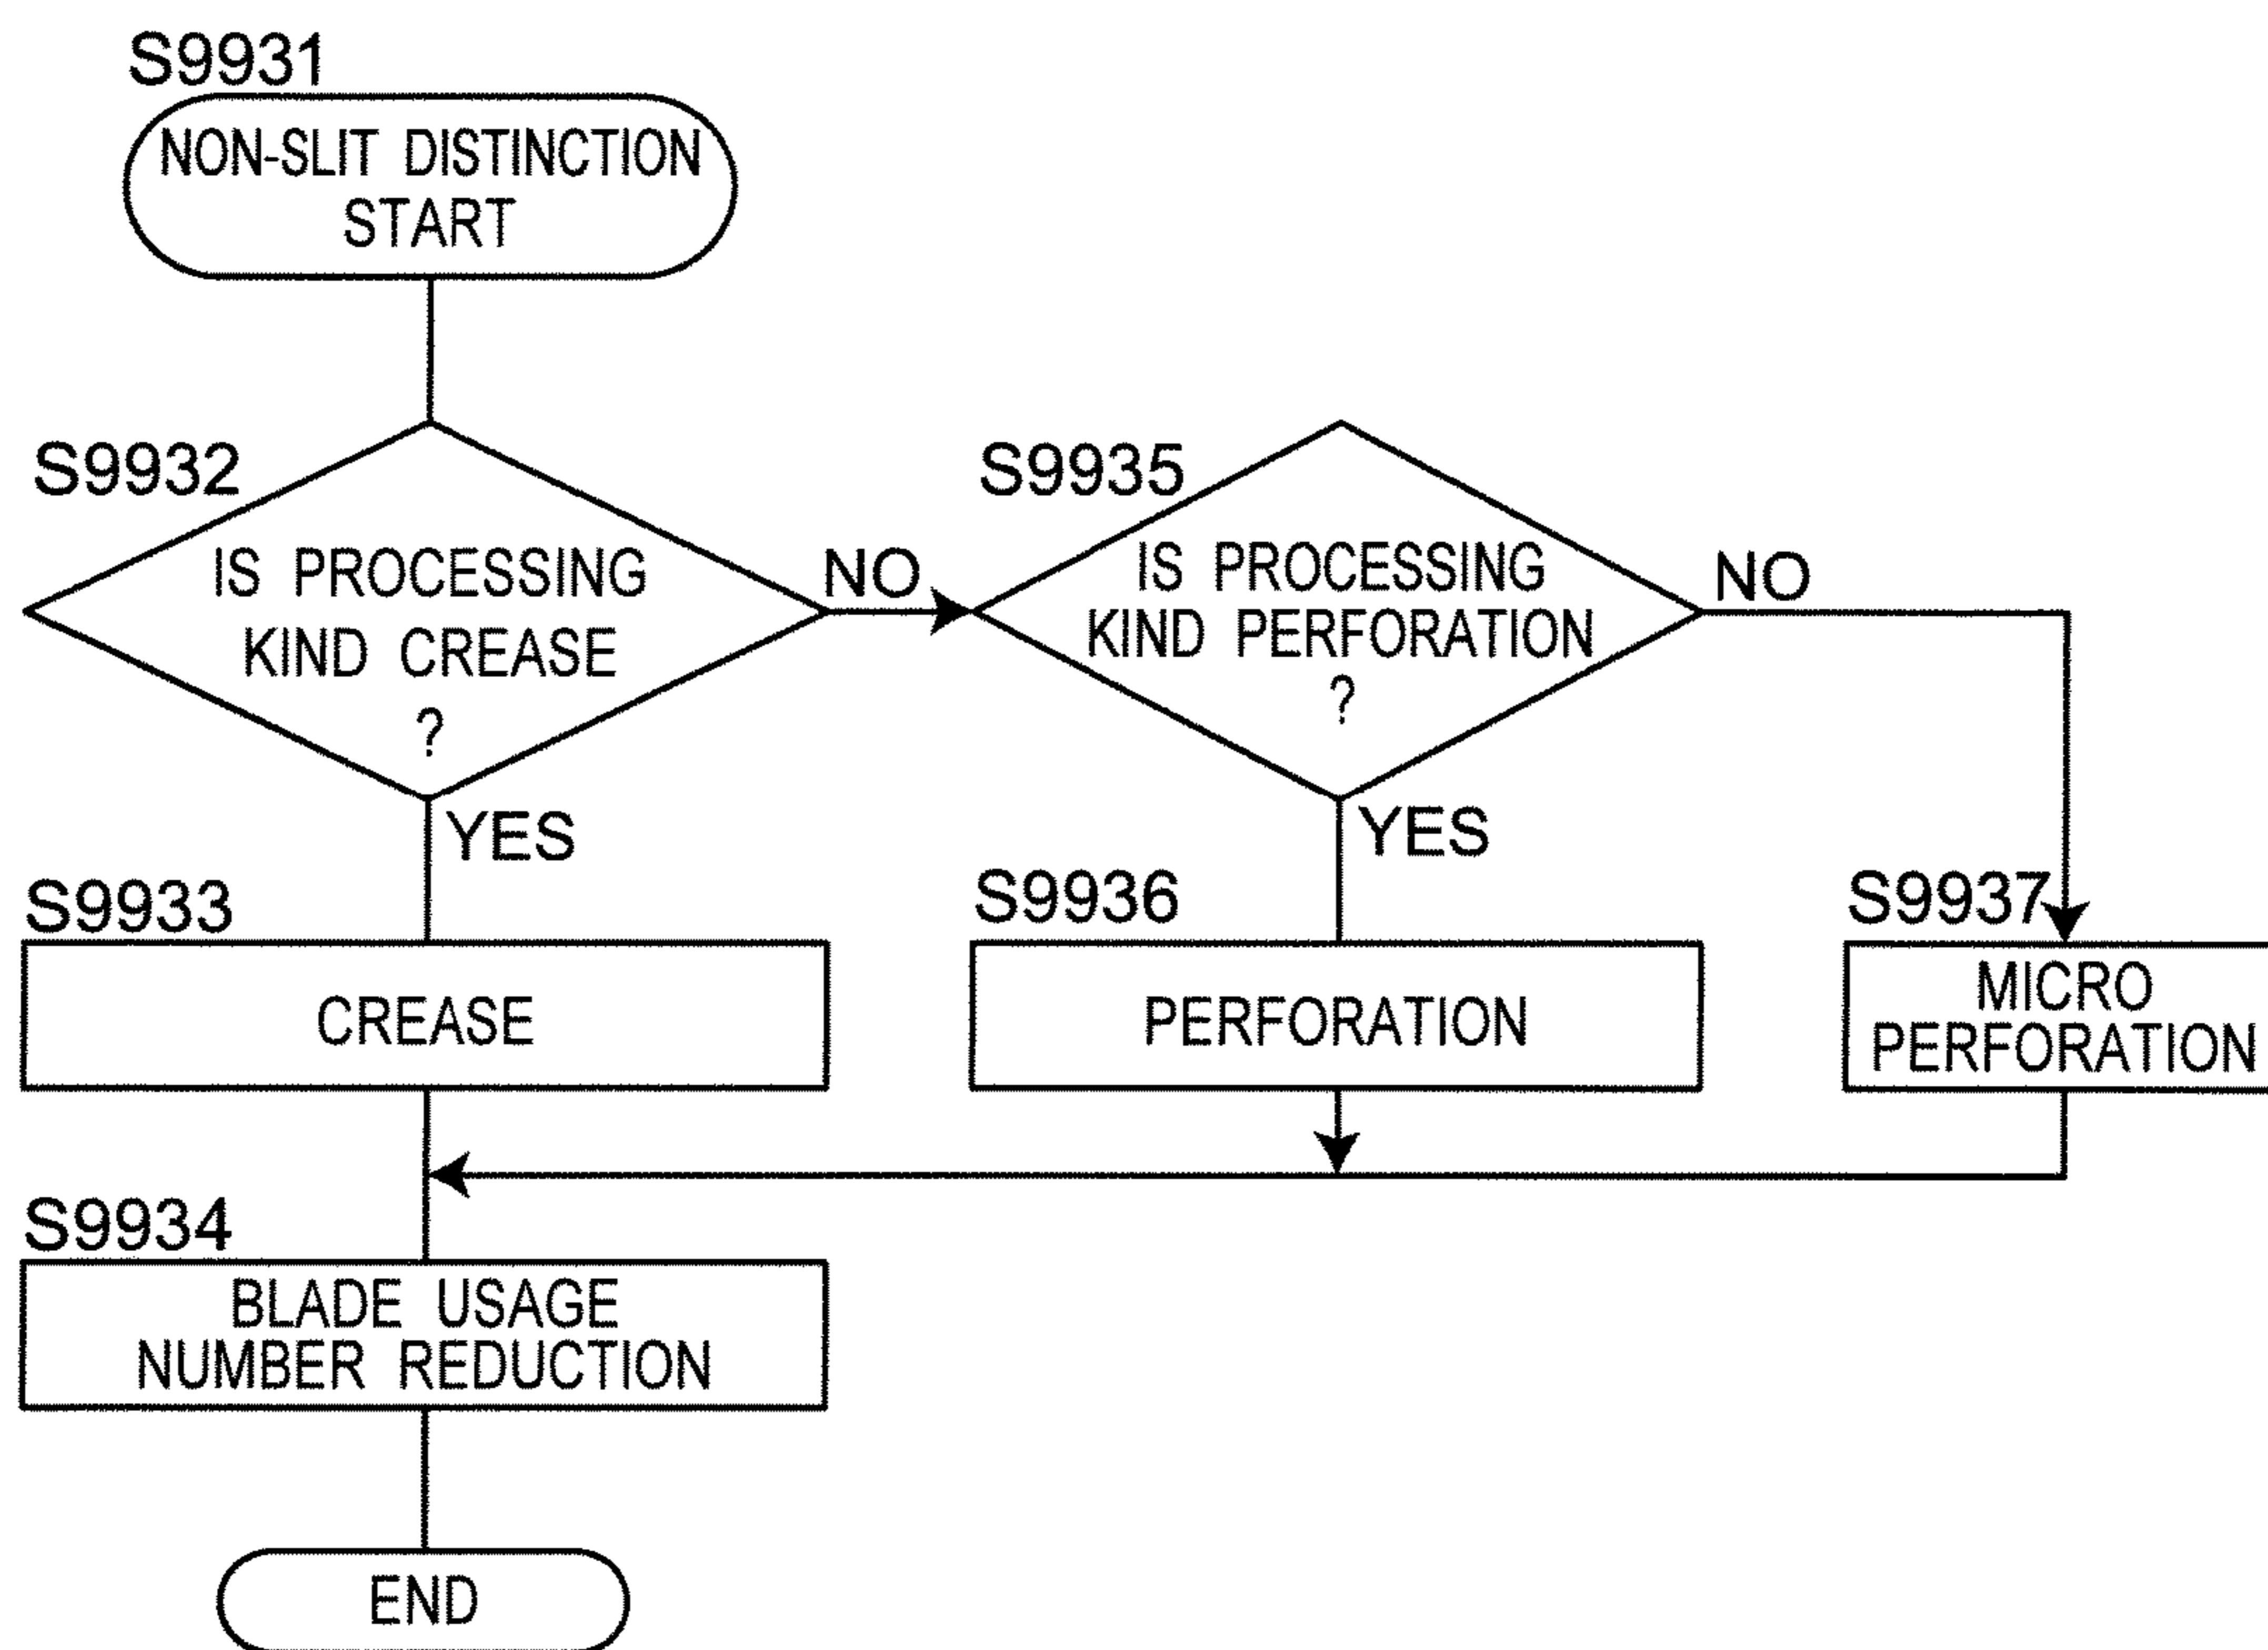 S9931
NON-SLIT DISTINCTION
START
S9932
IS PROCESSING
KIND CREASE
?
NO
YES
S9935
IS PROCESSING
KIND PERFORATION
?
NO
YES
S9933
CREASE
S9936
PERFORATION
S9937
MICRO
PERFORATION
S9934
BLADE USAGE
NUMBER REDUCTION
END